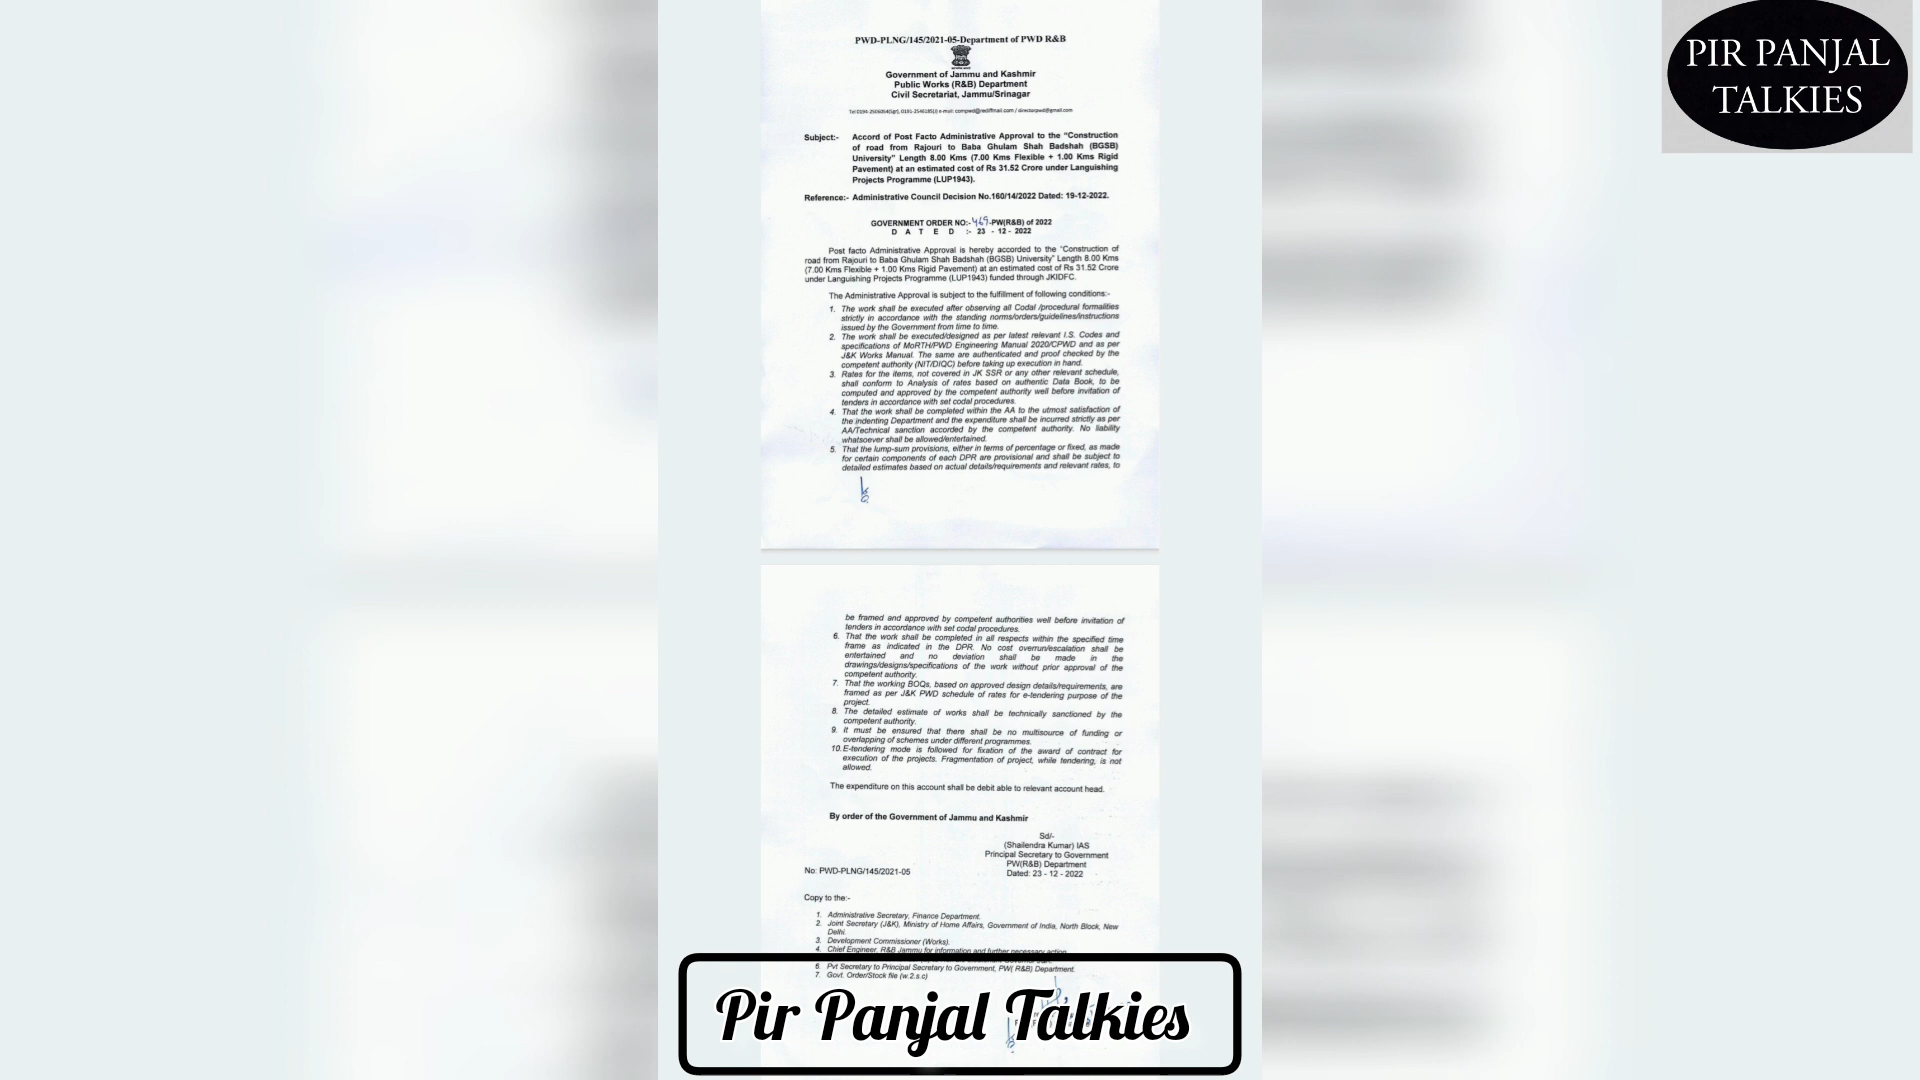 PIR PANJAL
TALKIES
PWD-PLNG/145/2021-05-Department of PWD R&B
Government of Jammu and Kashmir
Public Works (R&B) Department
Civil Secretariat, Jammu/Srinagar
Subject:- Accord of Post Facto Administrative Approval to the "Construction
of road from Rajouri to Baba Ghulam Shah Badshah (BGSB)
University" Length 8.00 Kms (7.00 Kms Flexible + 1.00 Kms Rigid
Pavement) at an estimated cost of Rs 31.52 Crore under Languishing
Projects Programme (LUP1943).
Reference:- Administrative Council Decision No.160/14/2022 Dated: 19-12-2022.
GOVERNMENT ORDER NO:- 469 -PW(R&B) of 2022
D A T E D :- 23 - 12 - 2022
Post facto Administrative Approval is hereby accorded to the "Construction of
road from Rajouri to Baba Ghulam Shah Badshah (BGSB) University" Length 8.00 Kms
(7.00 Kms Flexible + 1.00 Kms Rigid Pavement) at an estimated cost of Rs 31.52 Crore
under Languishing Projects Programme (LUP1943) funded through JKIDFC.
The Administrative Approval is subject to the fulfillment of following conditions:-
1. The work shall be executed after observing all Codal /procedural formalities
strictly in accordance with the standing norms/orders/guidelines/instructions
issued by the Government from time to time.
2. The work shall be executed/designed as per latest relevant I.S. Codes and
specifications of MoRTH/PWD Engineering Manual 2020/CPWD and as per
J&K Works Manual. The same are authenticated and proof checked by the
competent authority (NIT/DIQC) before taking up execution in hand.
3. Rates for the items, not covered in JK SSR or any other relevant schedule,
shall conform to Analysis of rates based on authentic Data Book, to be
computed and approved by the competent authority well before invitation of
tenders in accordance with set codal procedures.
4. That the work shall be completed within the AA to the utmost satisfaction of
the indenting Department and the expenditure shall be incurred strictly as per
AA/Technical sanction accorded by the competent authority. No liability
whatsoever shall be allowed/entertained.
5. That the lump-sum provisions, either in terms of percentage or fixed, as made
for certain components of each DPR are provisional and shall be subject to
detailed estimates based on actual details/requirements and relevant rates, to
be framed and approved by competent authorities well before invitation of
tenders in accordance with set codal procedures.
6. That the work shall be completed in all respects within the specified time
frame as indicated in the DPR. No cost overrun/escalation shall be
entertained and no deviation shall be made in the
drawings/designs/specifications of the work without prior approval of the
competent authority.
7. That the working BOQs, based on approved design details/requirements, are
framed as per J&K PWD schedule of rates for e-tendering purpose of the
project.
8. The detailed estimate of works shall be technically sanctioned by the
competent authority.
9. It must be ensured that there shall be no multisource of funding or
overlapping of schemes under different programmes.
10. E-tendering mode is followed for fixation of the award of contract for
execution of the projects. Fragmentation of project, while tendering, is not
allowed.
The expenditure on this account shall be debit able to relevant account head.
By order of the Government of Jammu and Kashmir
Sd/-
(Shailendra Kumar) IAS
Principal Secretary to Government
PW(R&B) Department
No: PWD-PLNG/145/2021-05 Dated: 23 - 12 - 2022
Copy to the:-
1. Administrative Secretary, Finance Department.
2. Joint Secretary (J&K), Ministry of Home Affairs, Government of India, North Block, New
Delhi.
3. Development Commissioner (Works).
4. Chief Engineer, R&B Jammu for information and further necessary action.
6. Pvt Secretary to Principal Secretary to Government, PW( R&B) Department.
7. Govt. Order/Stock file (w.2.s.c)
Pir Panjal Talkies